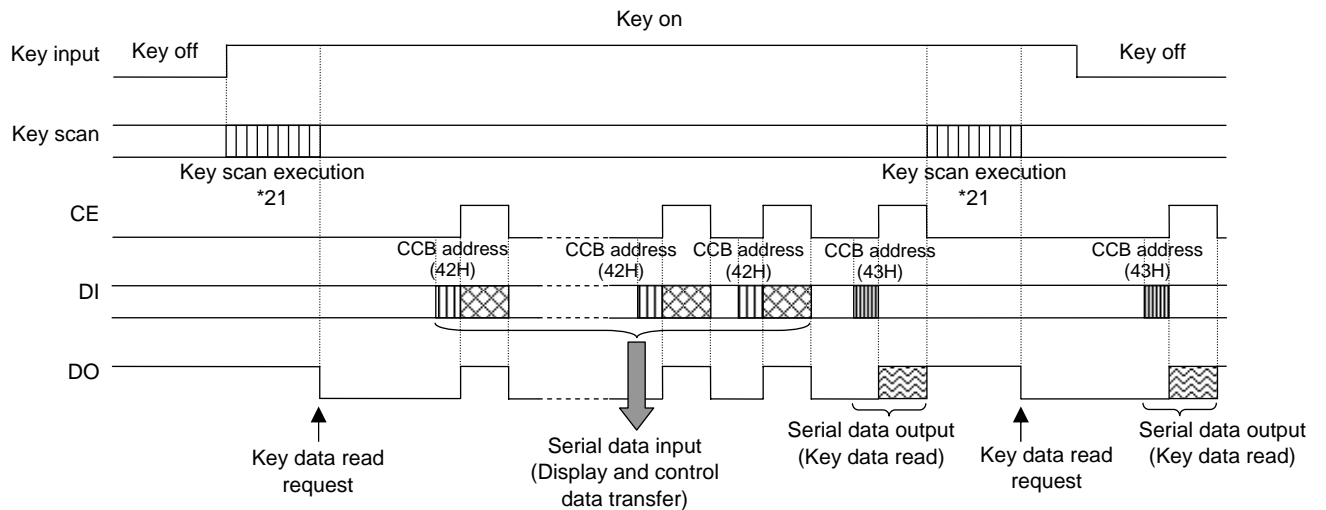 Key on
Key input
Key off
Key off
Key scan
Key scan execution
*21
Key scan execution
*21
CE
CCB address
(42H)
CCB address
(42H)
CCB address
(42H)
CCB address
(43H)
CCB address
(43H)
DI
DO
Key data read
request
Serial data input
(Display and control
data transfer)
Serial data output
(Key data read)
Key data read
request
Serial data output
(Key data read)